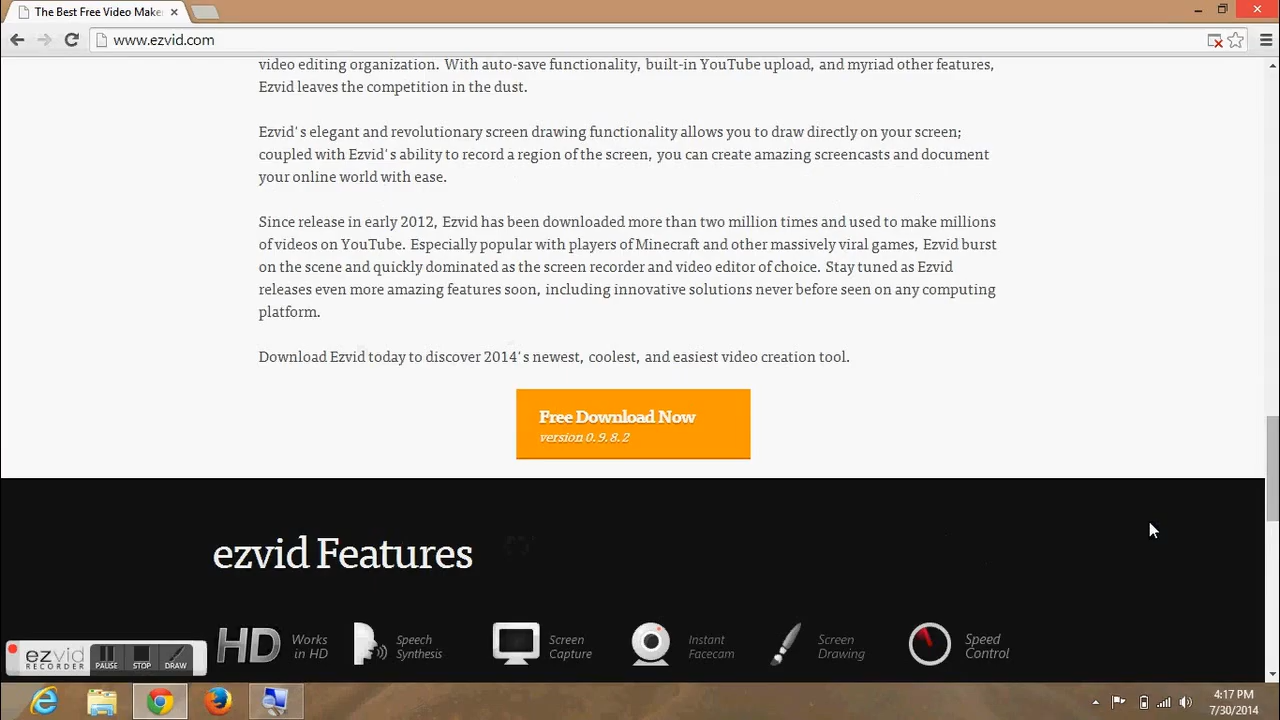 The Best Free Video Make
www.ezvid.com
video editing organization. With auto-save functionality, built-in YouTube upload, and myriad other features,
Ezvid leaves the competition in the dust.
Ezvid's elegant and revolutionary screen drawing functionality allows you to draw directly on your screen;
coupled with Ezvid's ability to record a region of the screen, you can create amazing screencasts and document
your online world with ease.
Since release in early 2012, Ezvid has been downloaded more than two million times and used to make millions
of videos on YouTube. Especially popular with players of Minecraft and other massively viral games, Ezvid burst
on the scene and quickly dominated as the screen recorder and video editor of choice. Stay tuned as Ezvid
releases even more amazing features soon, including innovative solutions never before seen on any computing
platform.
Download Ezvid today to discover 2014's newest, coolest, and easiest video creation tool.
Free Download Now
version 0.9.8.2
ezvid Features
HD Works in HD
Speech Synthesis
Screen Capture
Instant Facecam
Screen Drawing
Speed Control
ezvid
RECORDER
PAUSE STOP DRAW
4:17 PM
7/30/2014